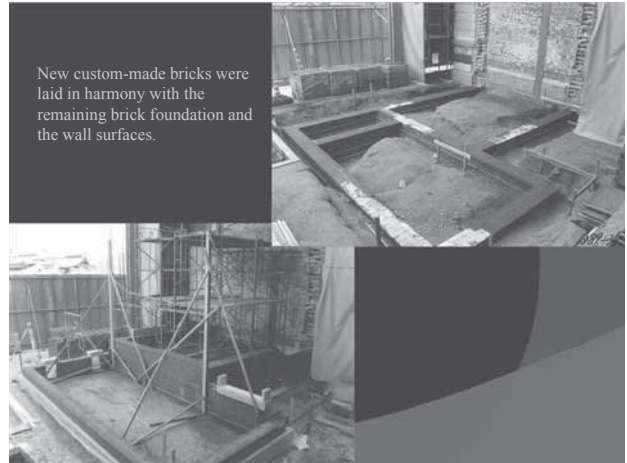 New custom-made bricks were
laid in harmony with the
remaining brick foundation and
the wall surfaces.